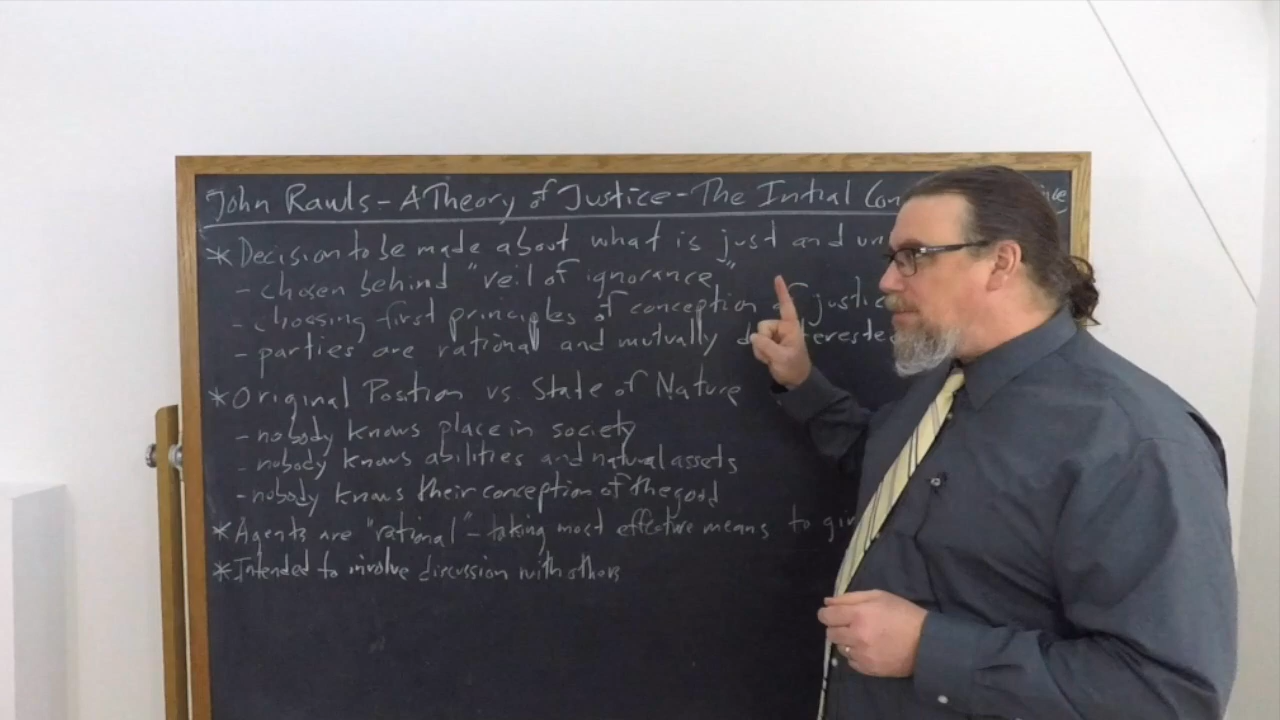 John Rawls - A Theory of Justice - The Initial
* Decision to be made about what is just and
- chosen behind "veil of ignorance"
- choosing first principles of conception of justice
- parties are rational and mutually
* Original Position vs State of Nature
- nobody knows place in society
- nobody knows abilities and natural assets
- nobody knows their conception of the good
* Agents are "rational" - taking most effective means to
* Intended to involve discussion with others